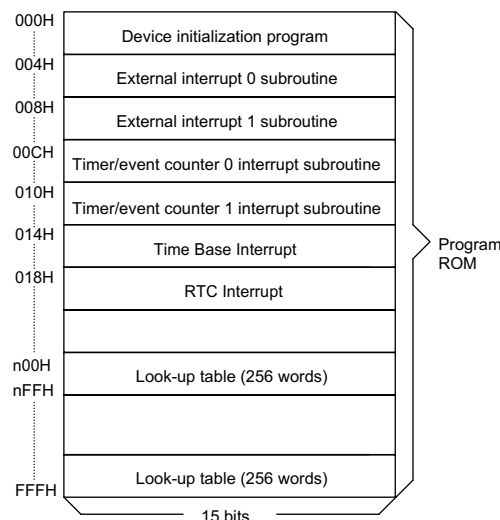 000H
Device initialization program
004H
External interrupt 0 subroutine
008H
External interrupt 1 subroutine
00CH
Timer/event counter 0 interrupt subroutine
010H
Timer/event counter 1 interrupt subroutine
014H
Time Base Interrupt
018H
RTC Interrupt
Program
ROM
n00H
Look-up table (256 words)
nFFH
Look-up table (256 words)
FFFH
15 bits